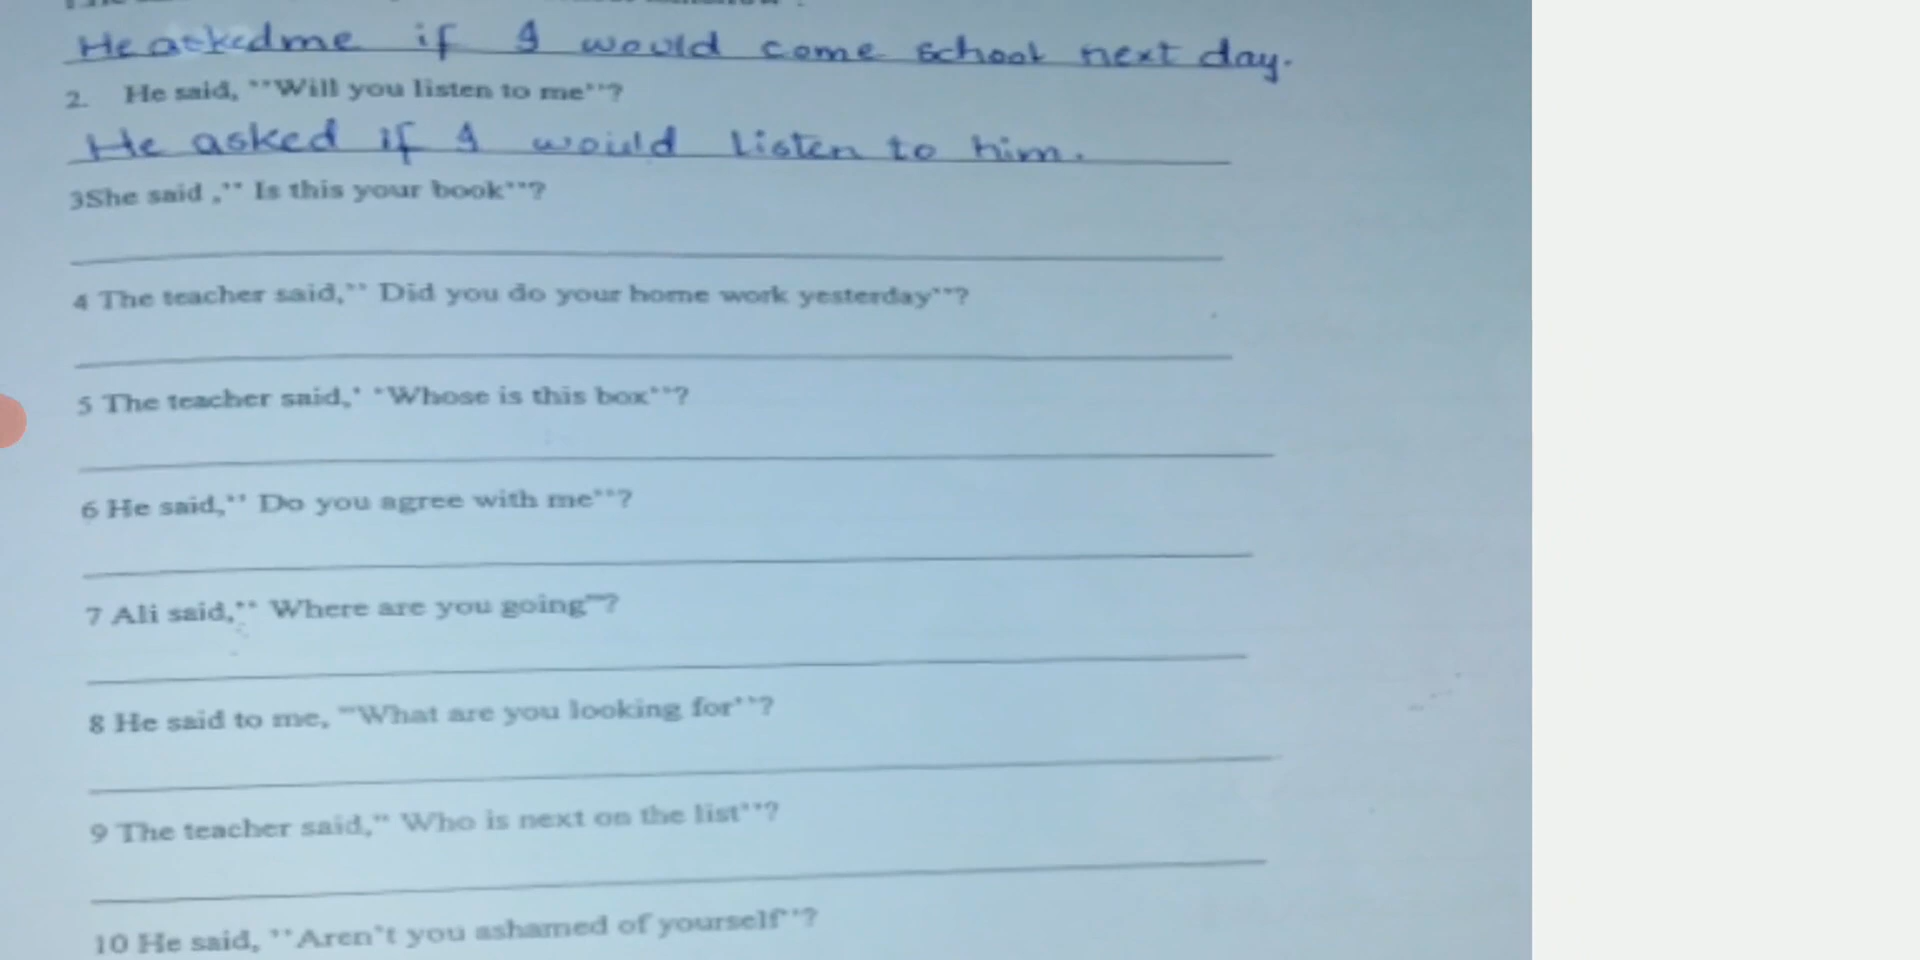 He asked me if I would come school next day.
2. He said, ''Will you listen to me''?
He asked if I would listen to him.
3She said ,'' Is this your book''?
4 The teacher said,'' Did you do your home work yesterday''?
5 The teacher said,' 'Whose is this box''?
6 He said,'' Do you agree with me''?
7 Ali said,'' Where are you going''?
8 He said to me, ''What are you looking for''?
9 The teacher said,'' Who is next on the list''?
10 He said, ''Aren't you ashamed of yourself''?